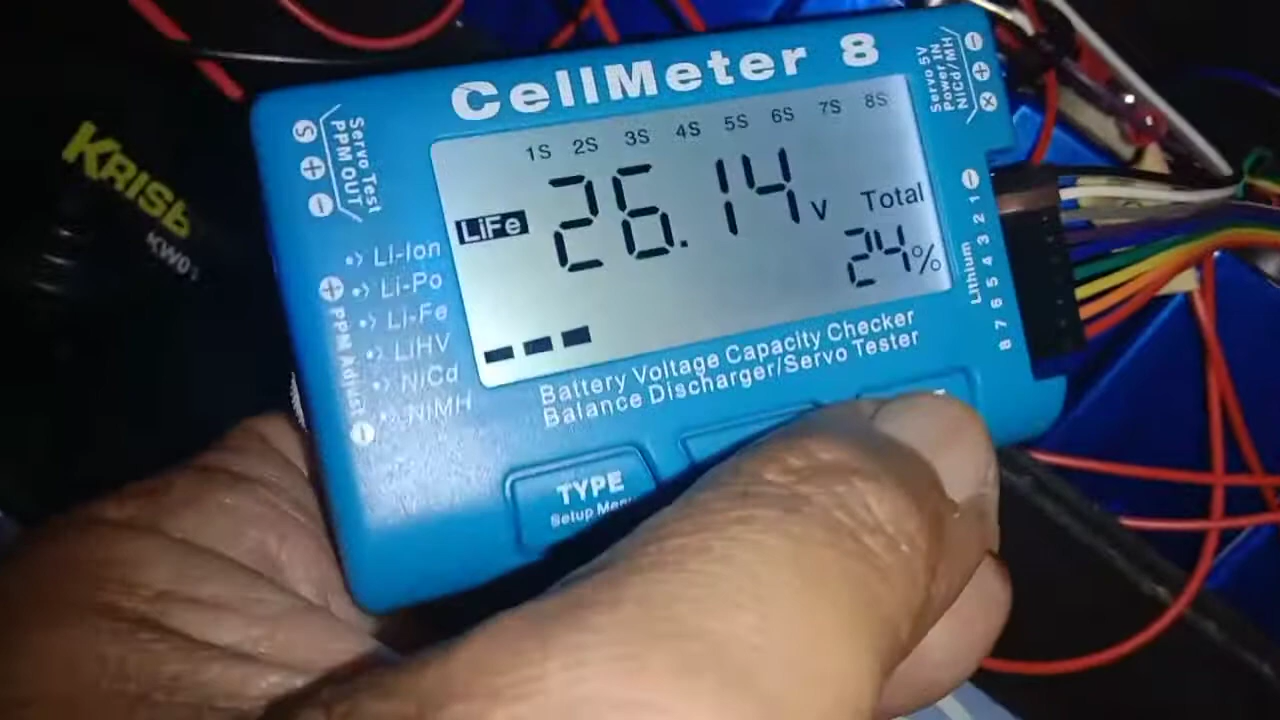 CellMeter 8
Servo 5V
Power IN
NiCd/MH
Servo Test
PPM OUT
S + −
1S 2S 3S 4S 5S 6S 7S 8S
LiFe
26.14 V
Total
24%
− + ×
Li-Ion
Li-Po
Li-Fe
LiHV
NiCd
NiMH
+ PPM Adjust −
Lithium
− 1 2 3 4 5 6 7 8
Battery Voltage Capacity Checker
Balance Discharger/Servo Tester
TYPE
Setup Menu
KRISB
KW01